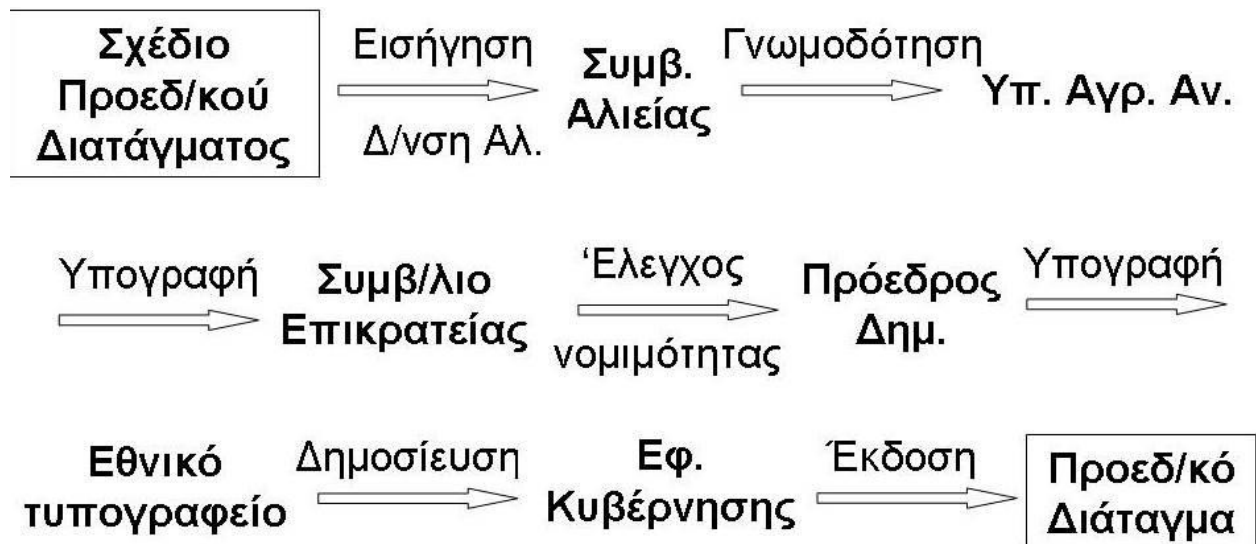 Σχέδιο
Προεδ/κού
Διατάγματος
Εισήγηση
Δ/νση Αλ.
Συμβ.
Αλιείας
Γνωμοδότηση
Υπ. Αγρ. Αν.
Υπογραφή
Συμβ/λιο
Επικρατείας
‘Ελεγχος
νομιμότητας
Πρόεδρος
Δημ.
Υπογραφή
Εθνικό
τυπογραφείο
Δημοσίευση
Εφ.
Κυβέρνησης
Έκδοση
Προεδ/κό
Διάταγμα